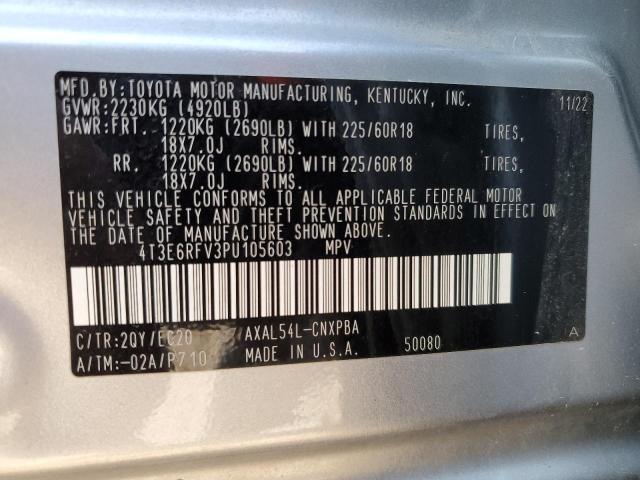 MFD.BY:TOYOTA MOTOR MANUFACTURING, KENTUCKY, INC. 11/22
GVWR:2230KG (4920LB)
GAWR:FRT. 1220KG (2690LB) WITH 225/60R18 TIRES,
18X7.0J RIMS.
RR. 1220KG (2690LB) WITH 225/60R18 TIRES,
18X7.0J RIMS.
THIS VEHICLE CONFORMS TO ALL APPLICABLE FEDERAL MOTOR
VEHICLE SAFETY AND THEFT PREVENTION STANDARDS IN EFFECT ON
THE DATE OF MANUFACTURE SHOWN ABOVE.
4T3E6RFV3PU105603 MPV
C/TR:2QY/EC20 AXAL54L-CNXPBA A
A/TM:-02A/P710 MADE IN U.S.A. 50080